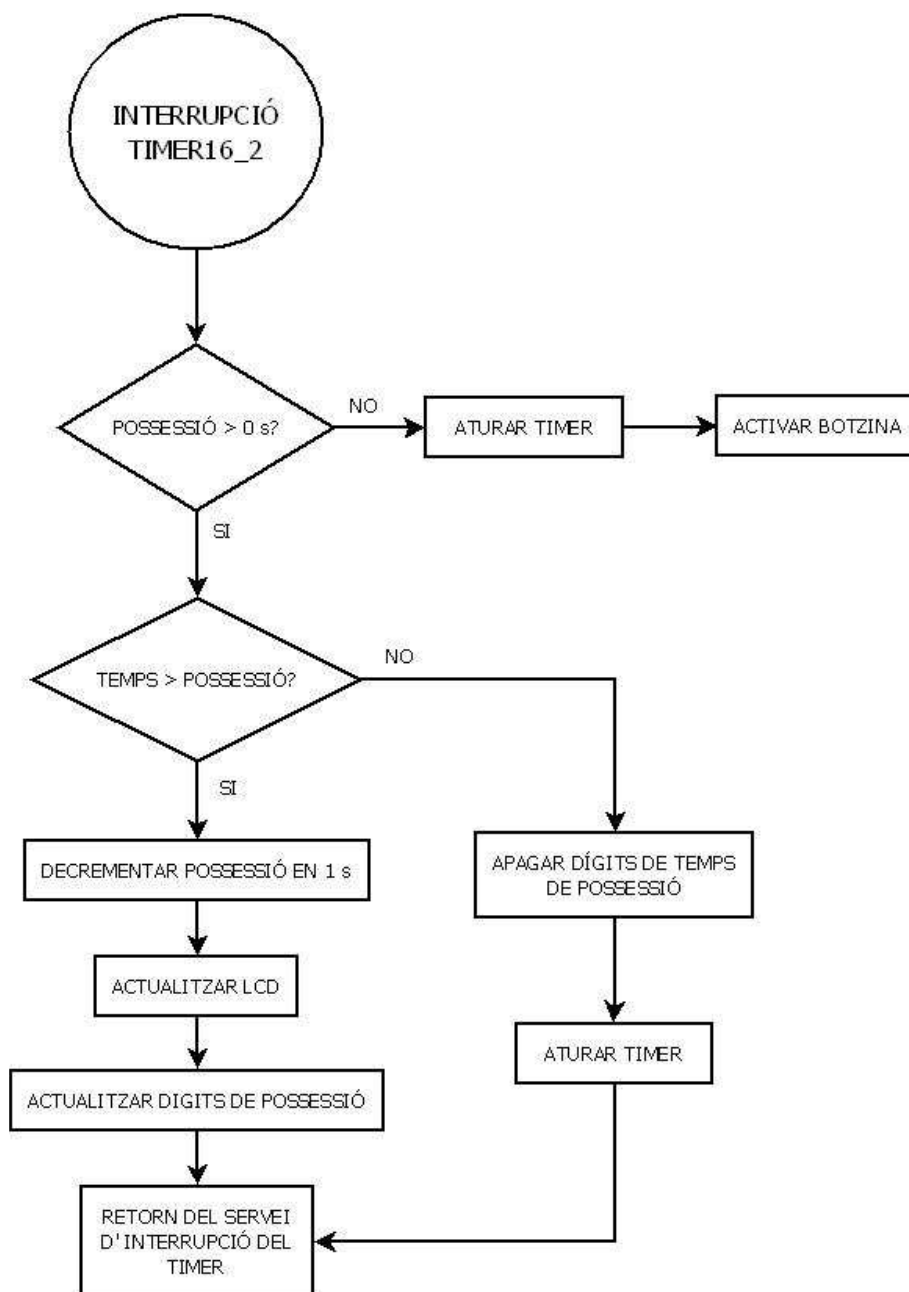 INTERRUPCIÓ
TIMER16_2
POSSESSIÓ > 0 s?
NO
ATURAR TIMER
ACTIVAR BOTZINA
SI
TEMPS > POSSESSIÓ?
NO
SI
DECREMENTAR POSSESSIÓ EN 1 s
APAGAR DÍGITS DE TEMPS
DE POSSESSIÓ
ACTUALITZAR LCD
ATURAR TIMER
ACTUALITZAR DIGITS DE POSSESSIÓ
RETORN DEL SERVEI
D'INTERRUPCIÓ DEL
TIMER